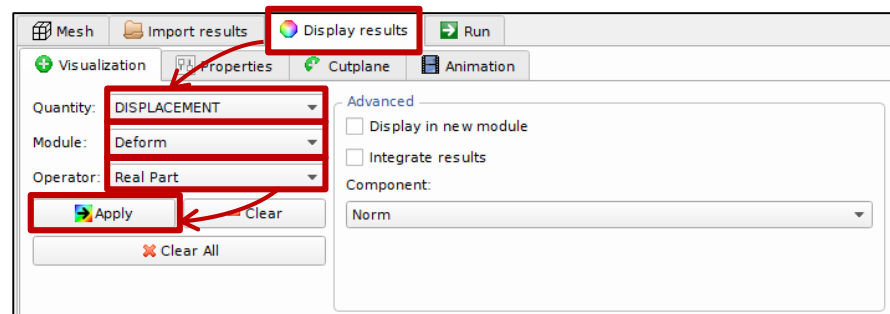 Mesh Import results Display results Run
Visualization Properties Cutplane Animation
Quantity: DISPLACEMENT
Module: Deform
Operator: Real Part
Apply Clear
Clear All
Advanced
Display in new module
Integrate results
Component:
Norm